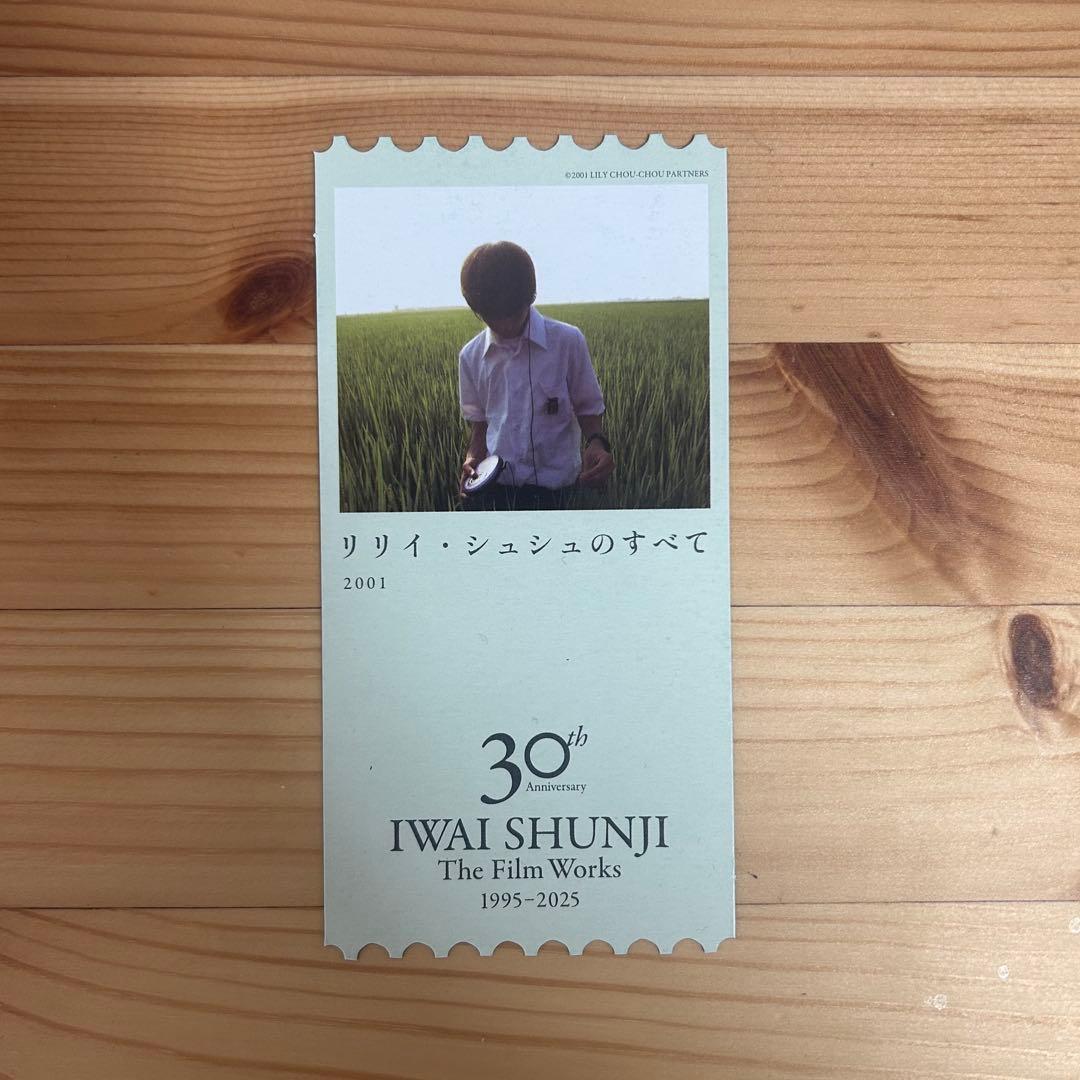 ©2001 LILY CHOU-CHOU PARTNERS
リリイ・シュシュのすべて
2001
30th
Anniversary
IWAI SHUNJI
The Film Works
1995-2025